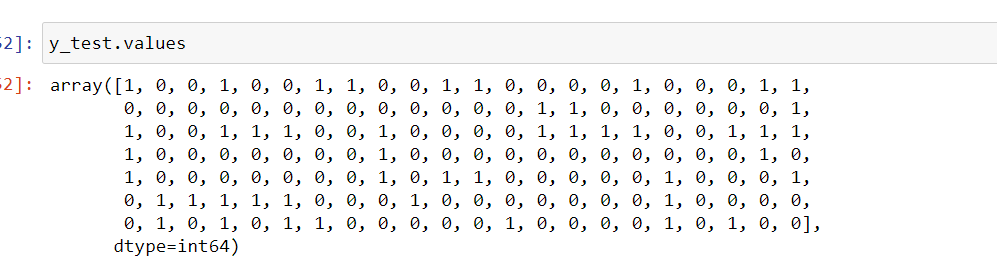 52]: y_test.values
52]: array([1, 0, 0, 1, 0, 0, 1, 1, 0, 0, 1, 1, 0, 0, 0, 0, 1, 0, 0, 0, 1, 1,
0, 0, 0, 0, 0, 0, 0, 0, 0, 0, 0, 0, 0, 1, 1, 0, 0, 0, 0, 0, 0, 1,
1, 0, 0, 1, 1, 1, 0, 0, 1, 0, 0, 0, 0, 1, 1, 1, 1, 0, 0, 1, 1, 1,
1, 0, 0, 0, 0, 0, 0, 0, 1, 0, 0, 0, 0, 0, 0, 0, 0, 0, 0, 0, 1, 0,
1, 0, 0, 0, 0, 0, 0, 0, 1, 0, 1, 1, 0, 0, 0, 0, 0, 1, 0, 0, 0, 1,
0, 1, 1, 1, 1, 1, 0, 0, 0, 1, 0, 0, 0, 0, 0, 0, 0, 1, 0, 0, 0, 0,
0, 1, 0, 1, 0, 1, 1, 0, 0, 0, 0, 0, 1, 0, 0, 0, 0, 1, 0, 1, 0, 0],
dtype=int64)